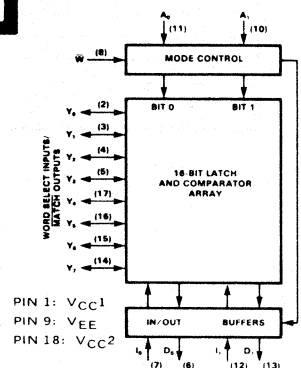 A₀ A₁
(11) (10)
W̄ (8) MODE CONTROL
BIT 0 BIT 1
Y₀ (2)
Y₁ (3)
Y₂ (4)
Y₃ (5)
Y₄ (17)
Y₅ (16)
Y₆ (15)
Y₇ (14)
WORD SELECT INPUTS/
MATCH OUTPUTS
16-BIT LATCH
AND COMPARATOR
ARRAY
PIN 1: VCC1
PIN 9: VEE
PIN 18: VCC2
IN/OUT BUFFERS
I₀ D₀ I₁ D₁
(7) (6) (12) (13)